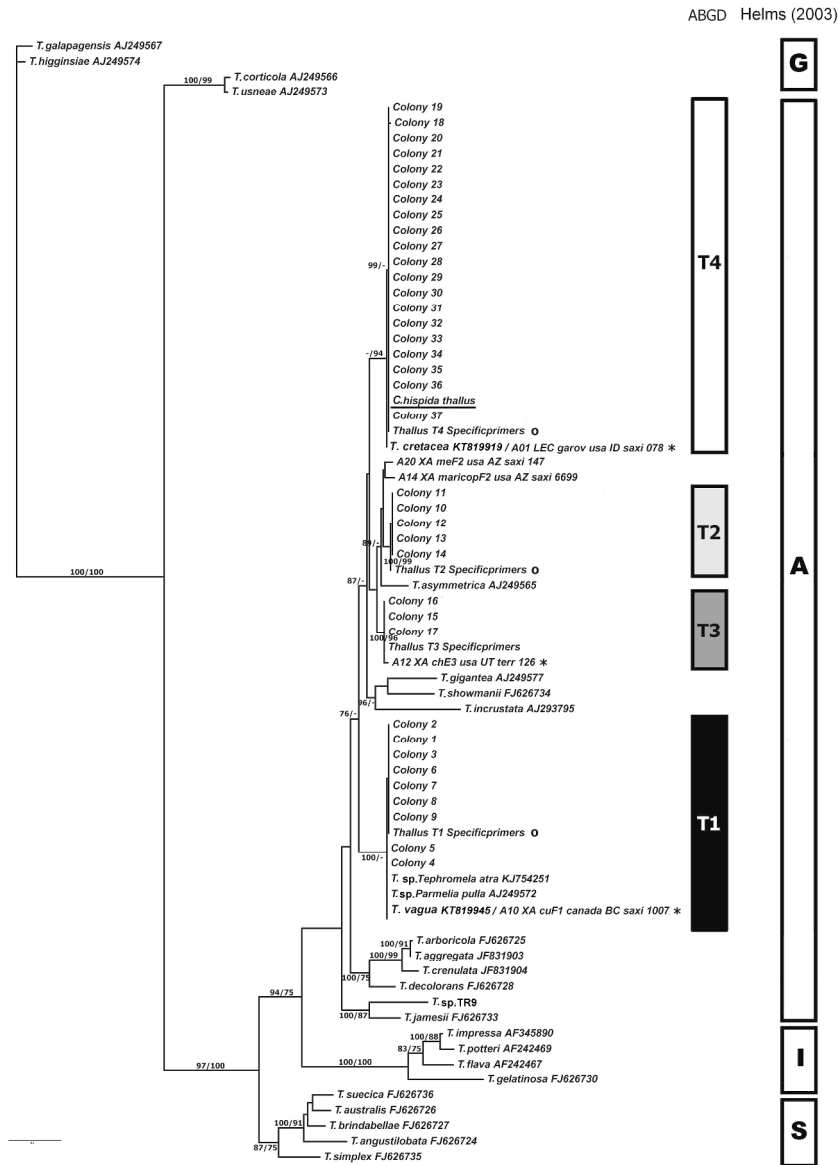 ABGD Helms (2003)
T.galapagensis AJ249567
T.higginsiae AJ249574
G
100/99
T.corticola AJ249566
T.usneae AJ249573
Colony 19
Colony 18
Colony 20
Colony 21
Colony 22
Colony 23
Colony 24
Colony 25
Colony 26
Colony 27
Colony 28
99/-
Colony 29
Colony 30
Colony 31
Colony 32
Colony 33
-/94
Colony 34
Colony 35
Colony 36
C.hispida thallus
Colony 37
Thallus T4 Specificprimers o
T. cretacea KT819919 / A01 LEC garov usa ID saxi 078 *
T4
A20 XA meF2 usa AZ saxi 147
A14 XA maricopF2 usa AZ saxi 6699
Colony 11
Colony 10
Colony 12
Colony 13
89/-
Colony 14
100/99
Thallus T2 Specificprimers o
T2
A
100/100
T.asymmetrica AJ249565
87/-
Colony 16
Colony 15
Colony 17
100/96
Thallus T3 Specificprimers
A12 XA chE3 usa UT terr 126 *
T3
T.gigantea AJ249577
T.showmanii FJ626734
96/-
T.incrustata AJ293795
76/-
Colony 2
Colony 1
Colony 3
Colony 6
Colony 7
Colony 8
Colony 9
Thallus T1 Specificprimers o
Colony 5
100/-
Colony 4
T. sp.Tephromela atra KJ754251
T.sp.Parmelia pulla AJ249572
T. vagua KT819945 / A10 XA cuF1 canada BC saxi 1007 *
T1
100/91
T.arboricola FJ626725
T.aggregata JF831903
100/99
T.crenulata JF831904
100/75
T.decolorans FJ626728
94/75
T.sp.TR9
100/87
T.jamesii FJ626733
T.impressa AF345890
100/88
T.potteri AF242469
83/75
T.flava AF242467
100/100
T.gelatinosa FJ626730
I
97/100
T.suecica FJ626736
T.australis FJ626726
100/91
T.brindabellae FJ626727
T.angustilobata FJ626724
87/75
T.simplex FJ626735
S